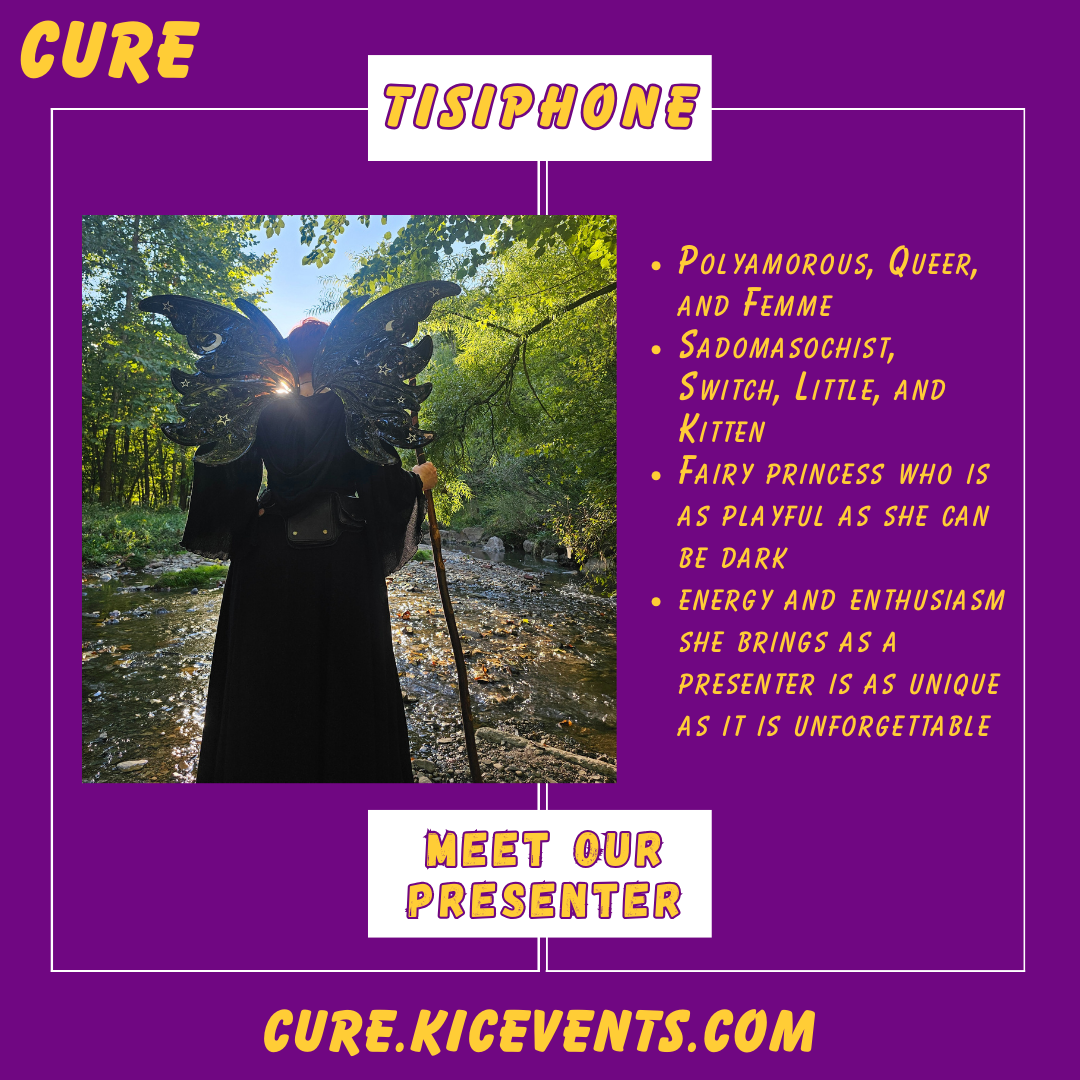 CURE
TISIPHONE
• Polyamorous, Queer,
and Femme
• Sadomasochist,
Switch, Little, and
Kitten
• Fairy princess who is
as playful as she can
be dark
• energy and enthusiasm
she brings as a
presenter is as unique
as it is unforgettable
MEET OUR
PRESENTER
CURE.KICEVENTS.COM